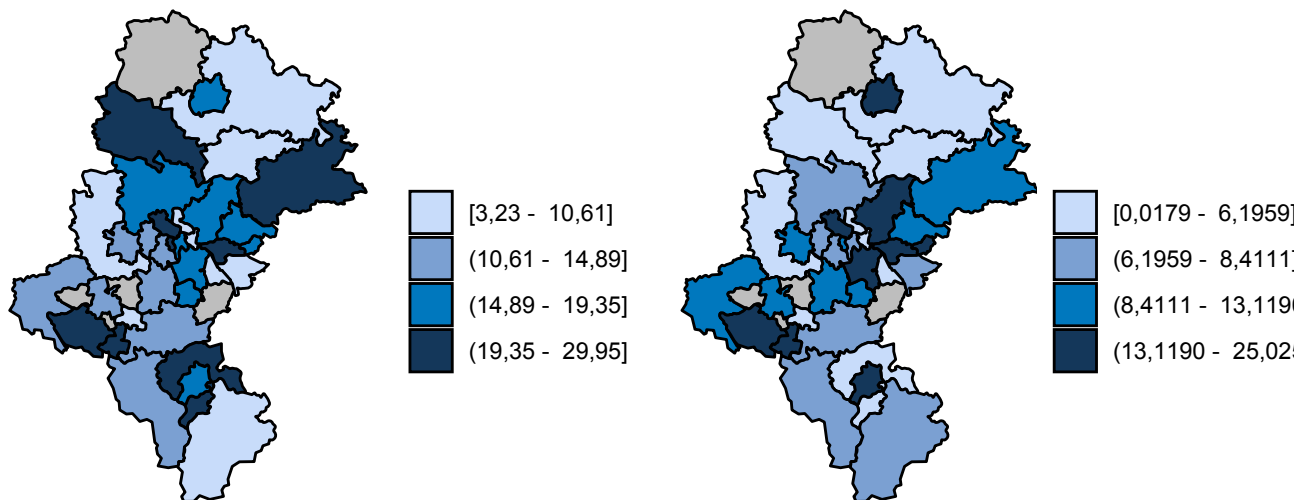 [3,23 - 10,61]
(10,61 - 14,89]
(14,89 - 19,35]
(19,35 - 29,95]
[0,0179 - 6,1959]
(6,1959 - 8,4111]
(8,4111 - 13,1190
(13,1190 - 25,025